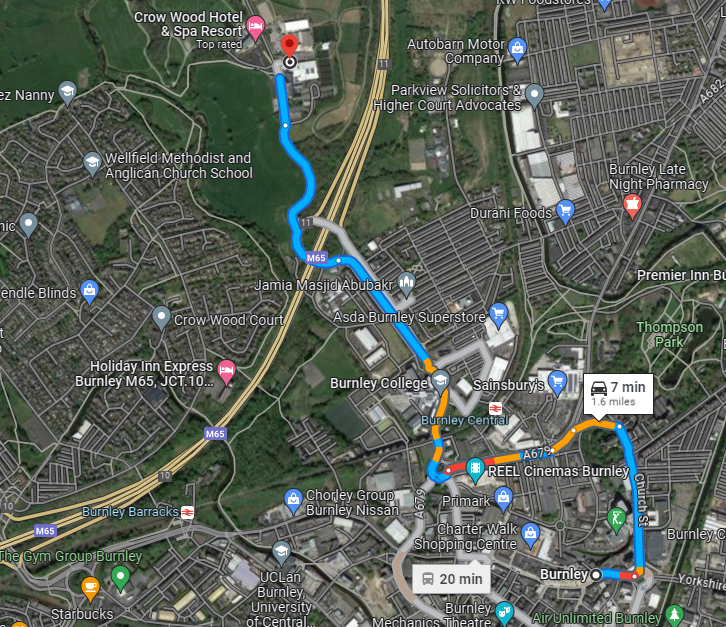 RW Foodstores
Crow Wood Hotel
& Spa Resort
Top rated
Autobarn Motor
Company
11
ez Nanny
Parkview Solicitors &
Higher Court Advocates
A682
Wellfield Methodist and
Anglican Church School
Burnley Late
Night Pharmacy
Durani Foods
nic
11
M65
Premier Inn Bu
endle Blinds
Jamia Masjid Abubakr
Crow Wood Court
Asda Burnley Superstore
Thompson
Park
Holiday Inn Express
Burnley M65, JCT.10...
Burnley College
Sainsbury's
7 min
1.6 miles
Burnley Central
M65
A679
REEL Cinemas Burnley
10
Church St
A679
Primark
Chorley Group
Burnley Nissan
10
Burnley Barracks
M65
Charter Walk
Shopping Centre
Burnley C
The Gym Group Burnley
UCLan
Burnley,
University
of Central...
20 min
Burnley
Yorkshire
Starbucks
Burnley
Mechanics Theatre
Air Unlimited Burnley